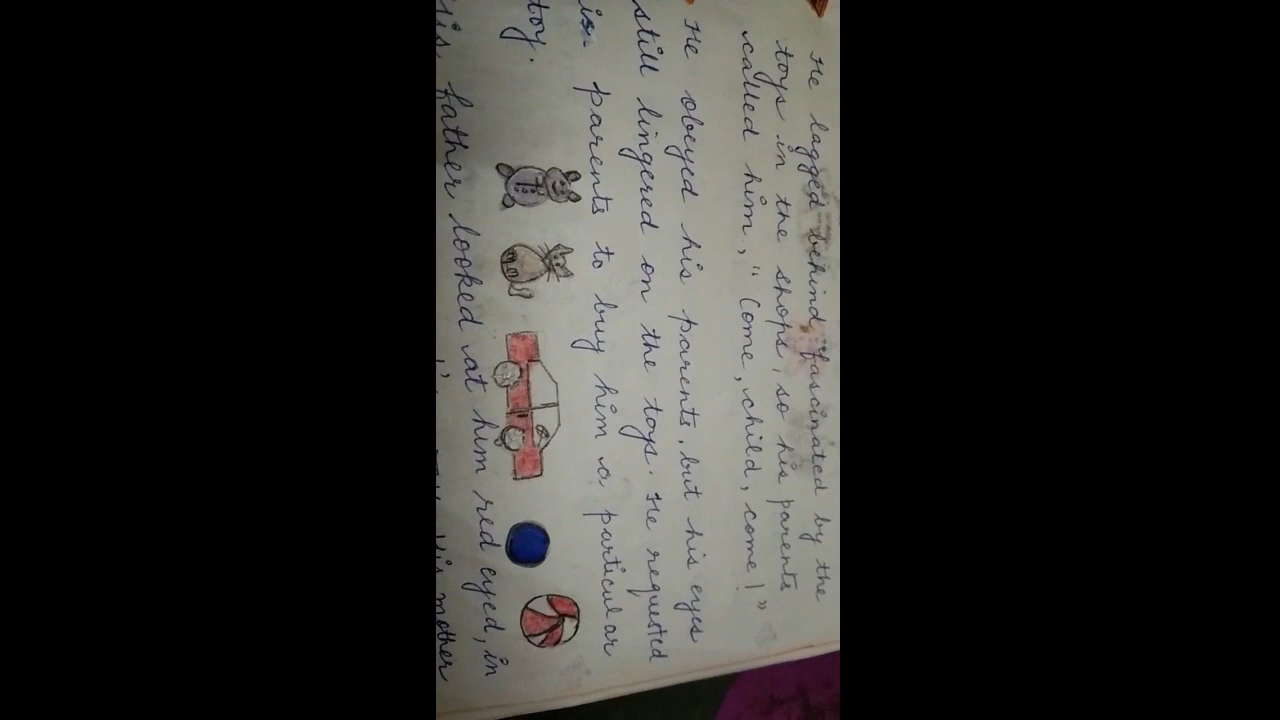 He lagged behind, fascinated by the
toys in the shops, so his parents
called him, "Come, child, come!"
He obeyed his parents, but his eyes
still lingered on the toys. He requested
is parents to buy him a particular
toy.
His father looked at him red eyed, in
His mother